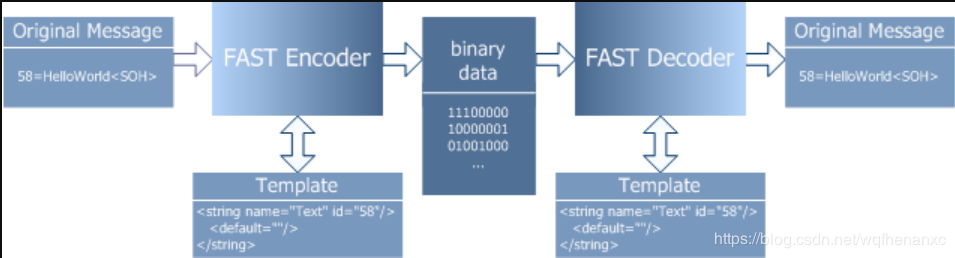 Original Message
58=HelloWorld<SOH>
FAST Encoder
binary
data
11100000
10000001
01001000
...
FAST Decoder
Original Message
58=HelloWorld<SOH>
Template
<string name="Text" id="58"/>
<default=""/>
</string>
Template
<string name="Text" id="58"/>
<default=""/>
</string>
https://blog.csdn.net/wqfhenanxc